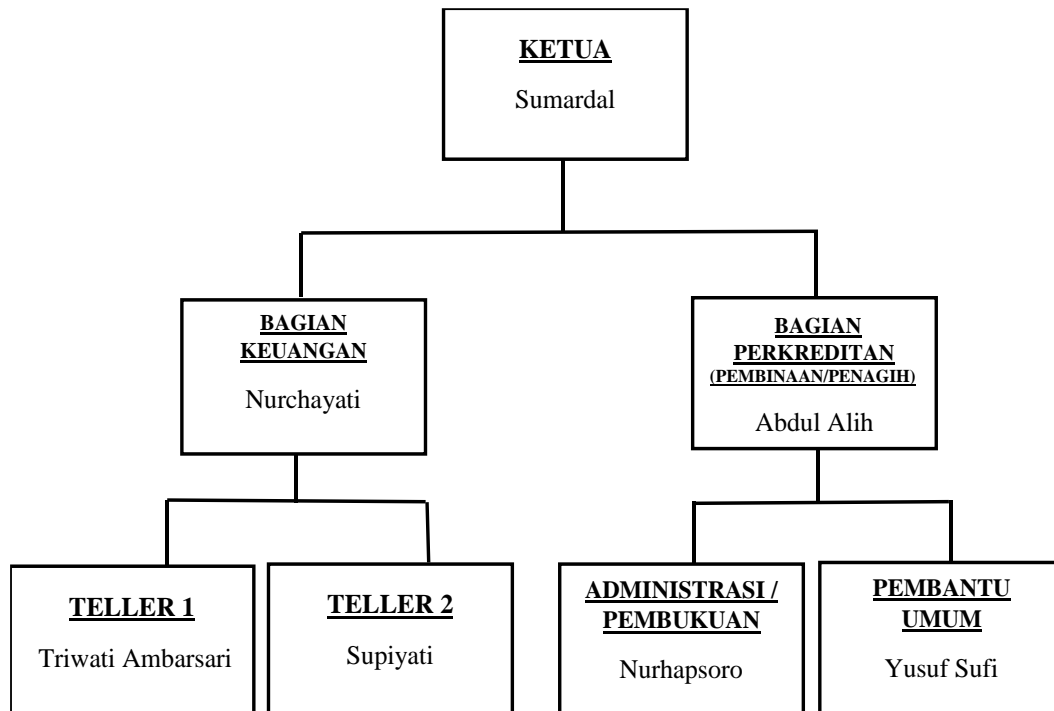 KETUA
Sumardal
BAGIAN
KEUANGAN
Nurchayati
BAGIAN
PERKREDITAN
(PEMBINAAN/PENAGIH)
Abdul Alih
TELLER 1
Triwati Ambarsari
TELLER 2
Supiyati
ADMINISTRASI /
PEMBUKUAN
Nurhapsoro
PEMBANTU
UMUM
Yusuf Sufi